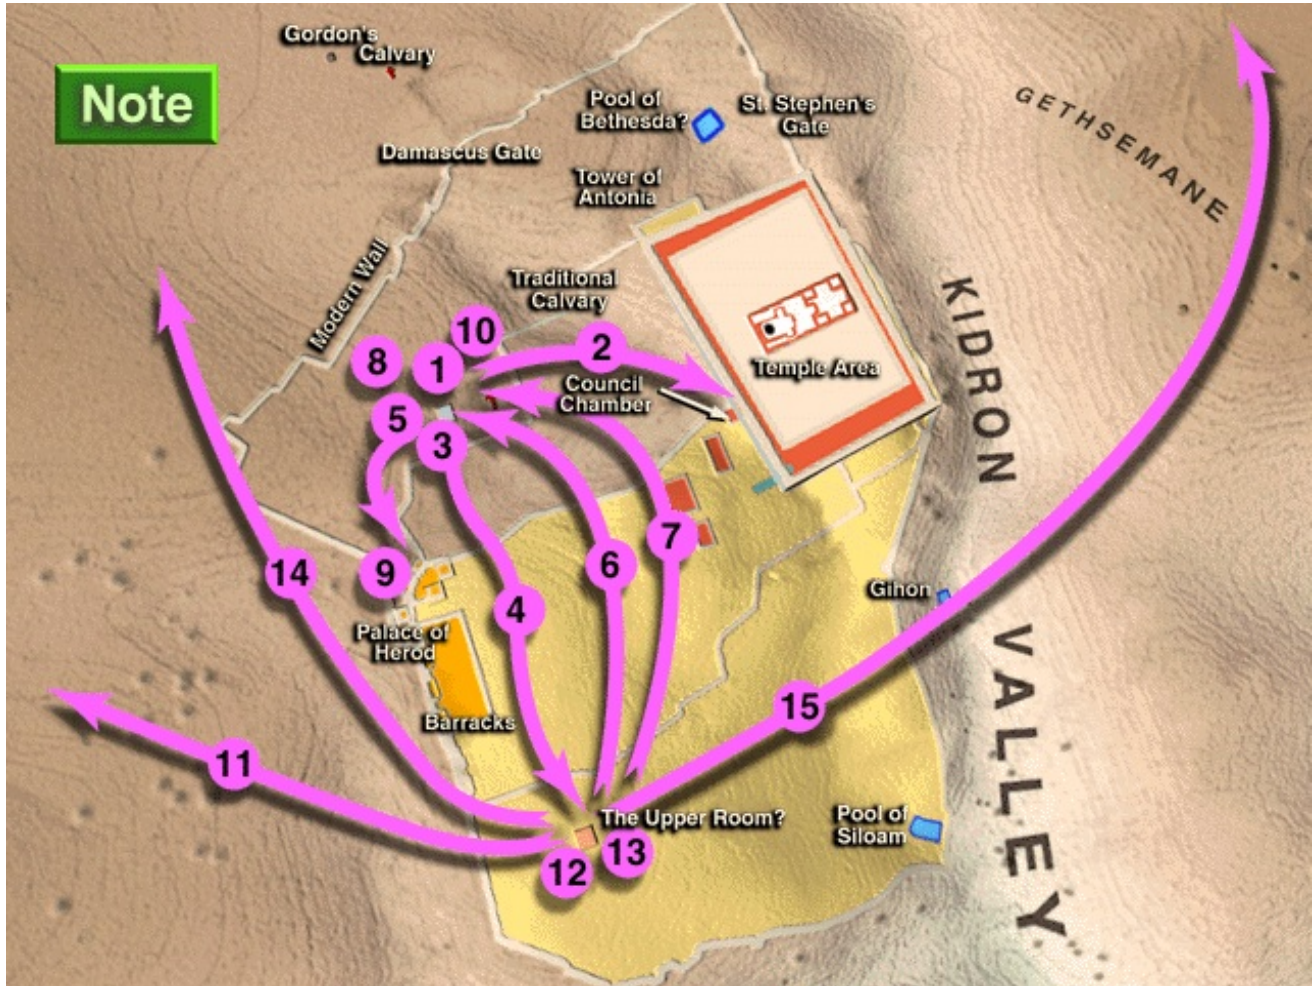 Gordon's
Calvary
Note
Pool of
Bethesda?
St. Stephen's
Gate
GETHSEMANE
Damascus Gate
Tower of
Antonia
Modern Wall
Traditional
Calvary
KIDRON
VALLEY
10
8
1
2
Temple Area
Council
Chamber
5
3
7
6
14
9
4
Gihon
Palace of
Herod
Barracks
15
11
The Upper Room?
Pool of
Siloam
12
13